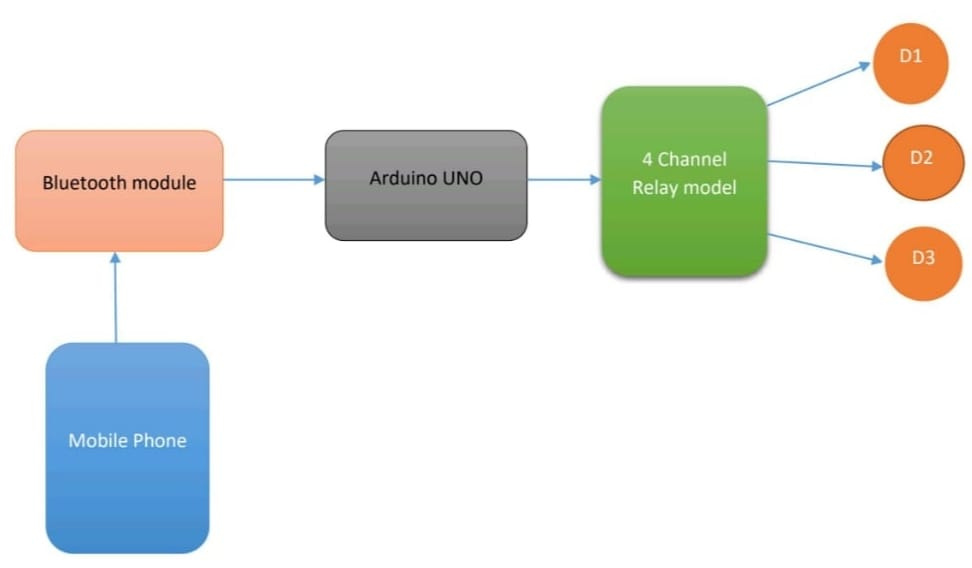 Bluetooth module
Arduino UNO
4 Channel
Relay model
D1
D2
D3
Mobile Phone